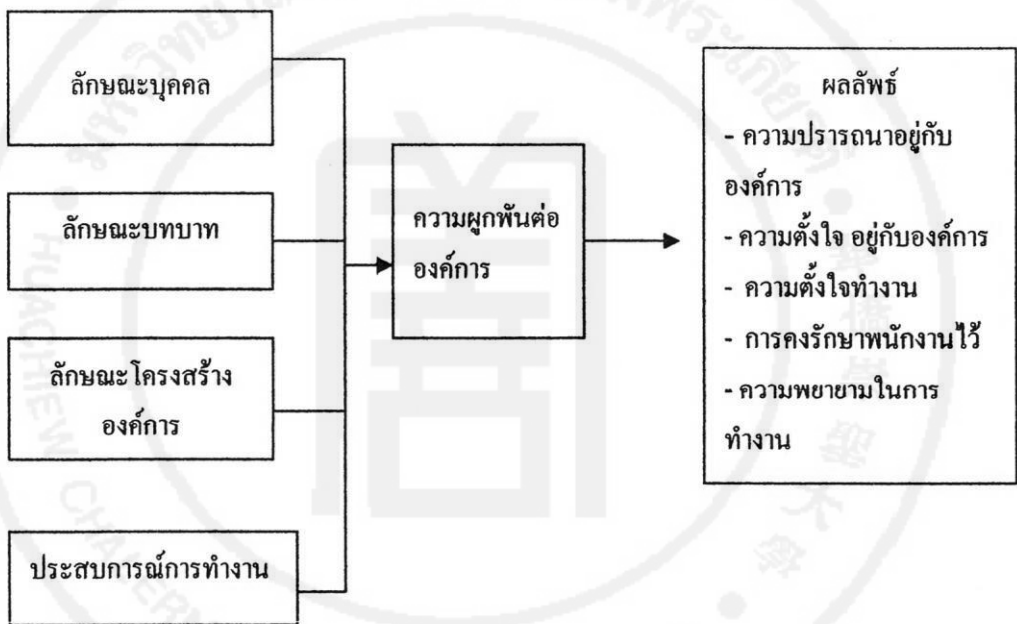 ลักษณะบุคคล
ลักษณะบทบาท
ลักษณะโครงสร้าง
องค์การ
ประสบการณ์การทำงาน
ความผูกพันต่อ
องค์การ
ผลลัพธ์
- ความปรารถนาอยู่กับ
องค์การ
- ความตั้งใจ อยู่กับองค์การ
- ความตั้งใจทำงาน
- การคงรักษาพนักงานไว้
- ความพยายามในการ
ทำงาน
HUACHIEW CHALERM